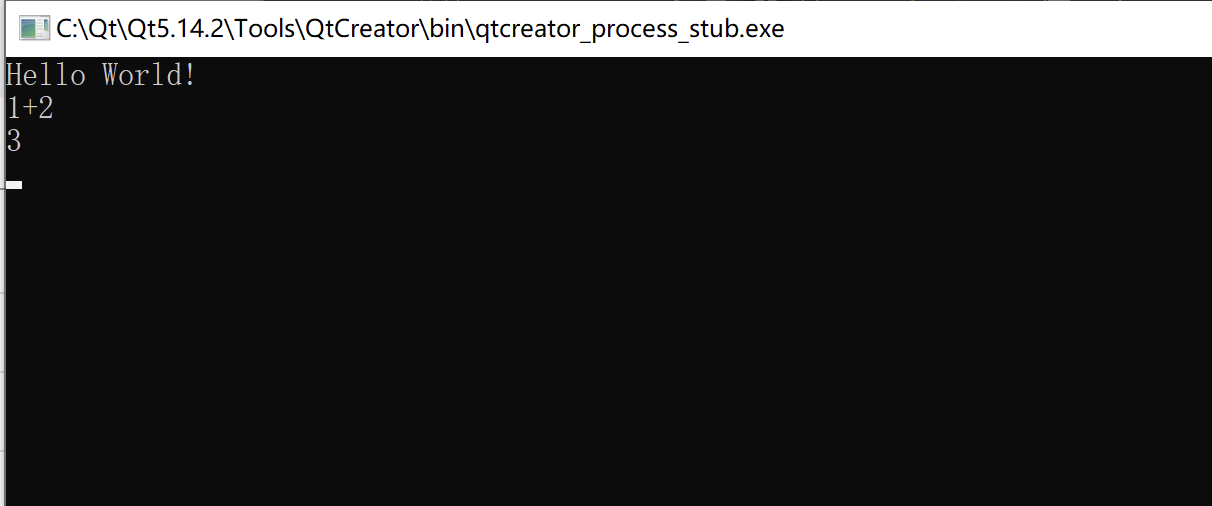 C:\Qt\Qt5.14.2\Tools\QtCreator\bin\qtcreator_process_stub.exe
Hello World!
1+2
3